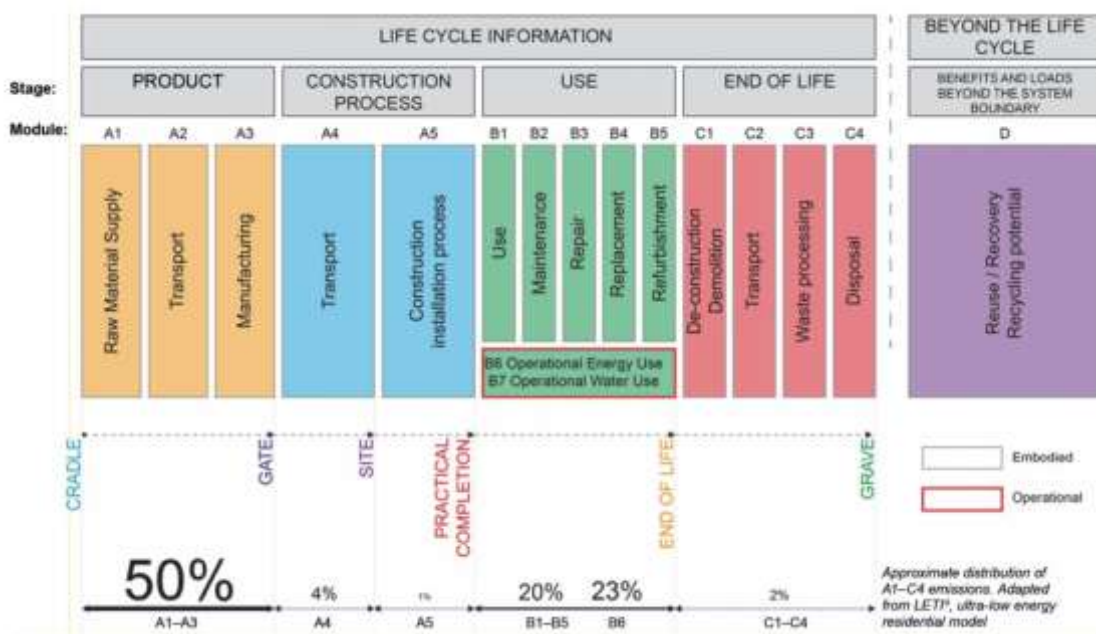 LIFE CYCLE INFORMATION
BEYOND THE LIFE
CYCLE
Stage:
PRODUCT
CONSTRUCTION
PROCESS
USE
END OF LIFE
BENEFITS AND LOADS
BEYOND THE SYSTEM
BOUNDARY
Module:
A1
A2
A3
A4
A5
B1
B2
B3
B4
B5
C1
C2
C3
C4
D
Raw Material Supply
Transport
Manufacturing
Transport
Construction
installation process
Use
Maintenance
Repair
Replacement
Refurbishment
B6 Operational Energy Use
B7 Operational Water Use
De-construction
Demolition
Transport
Waste processing
Disposal
Reuse / Recovery
Recycling potential
CRADLE
GATE
SITE
PRACTICAL
COMPLETION
END OF LIFE
GRAVE
Embodied
Operational
50%
4%
1%
20%
23%
2%
A1–A3
A4
A5
B1–B5
B6
C1–C4
Approximate distribution of
A1–C4 emissions. Adapted
from LETI⁶, ultra-low energy
residential model